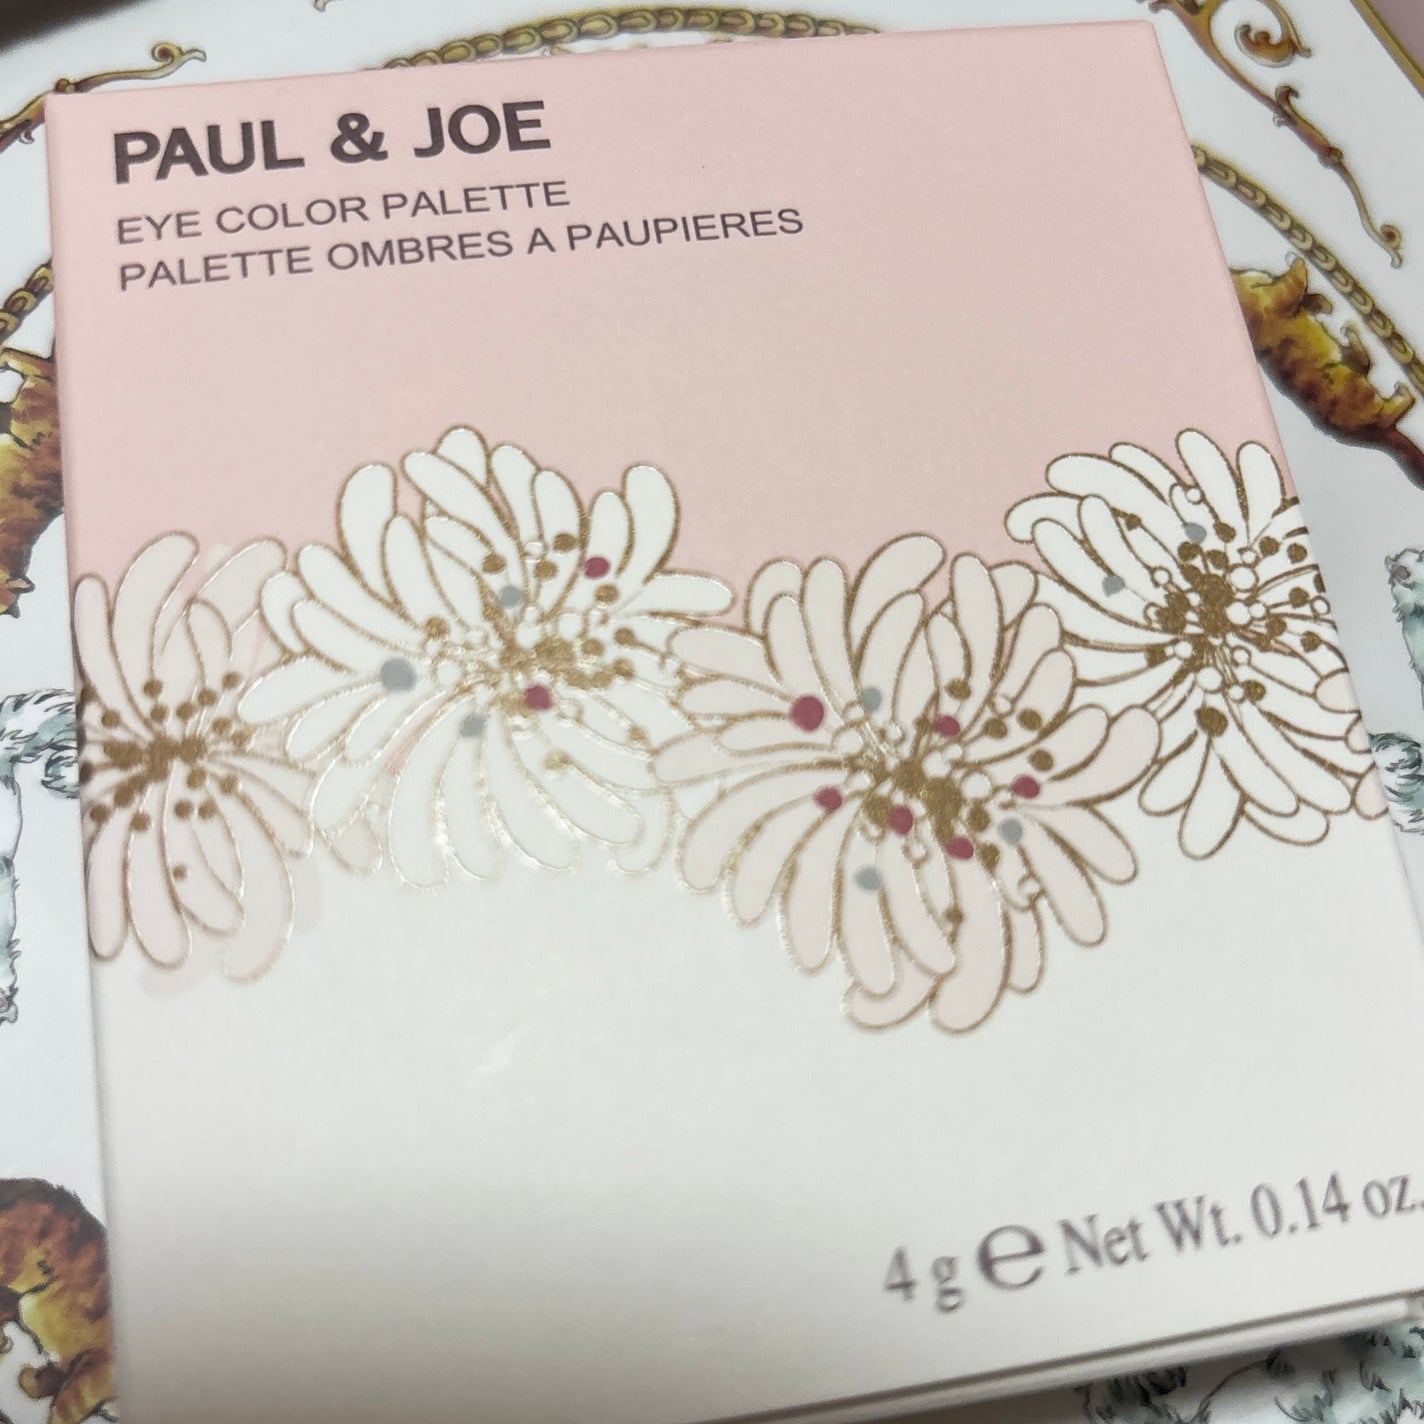 PAUL & JOE
EYE COLOR PALETTE
PALETTE OMBRES A PAUPIERES
4 g ℮ Net Wt. 0.14 oz.